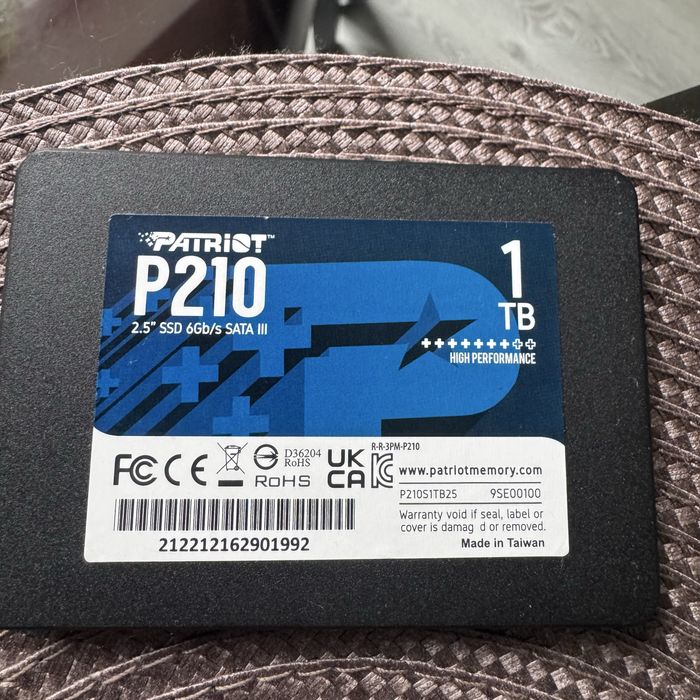 PATRIOT™
P210
2.5" SSD 6Gb/s SATA III
1
TB
HIGH PERFORMANCE
FC CE
D36204
RoHS
RoHS
UK
CA
R-R-3PM-P210
www.patriotmemory.com
P210S1TB25 9SE00100
Warranty void if seal, label or
cover is damag d or removed.
Made in Taiwan
212212162901992